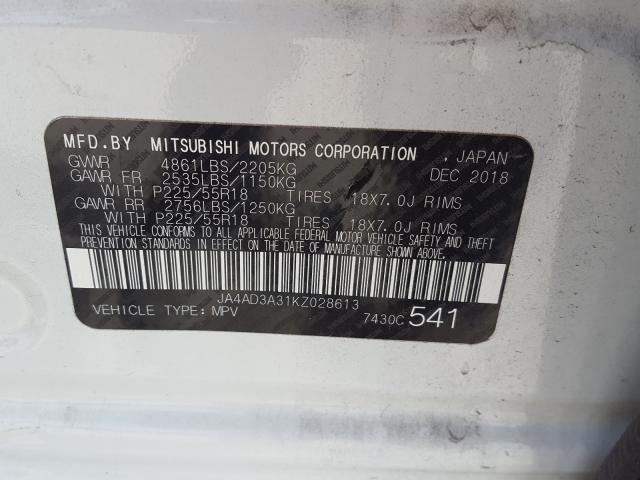 MFD.BY MITSUBISHI MOTORS CORPORATION , JAPAN
GVWR 4861LBS/2205KG DEC 2018
GAWR FR 2535LBS/1150KG
WITH P225/55R18 TIRES 18X7.0J RIMS
GAWR RR 2756LBS/1250KG
WITH P225/55R18 TIRES 18X7.0J RIMS
THIS VEHICLE CONFORMS TO ALL APPLICABLE FEDERAL MOTOR VEHICLE SAFETY AND THEFT
PREVENTION STANDARDS IN EFFECT ON THE DATE OF MANUFACTURE SHOWN ABOVE.
JA4AD3A31KZ028613
VEHICLE TYPE: MPV 7430C 541